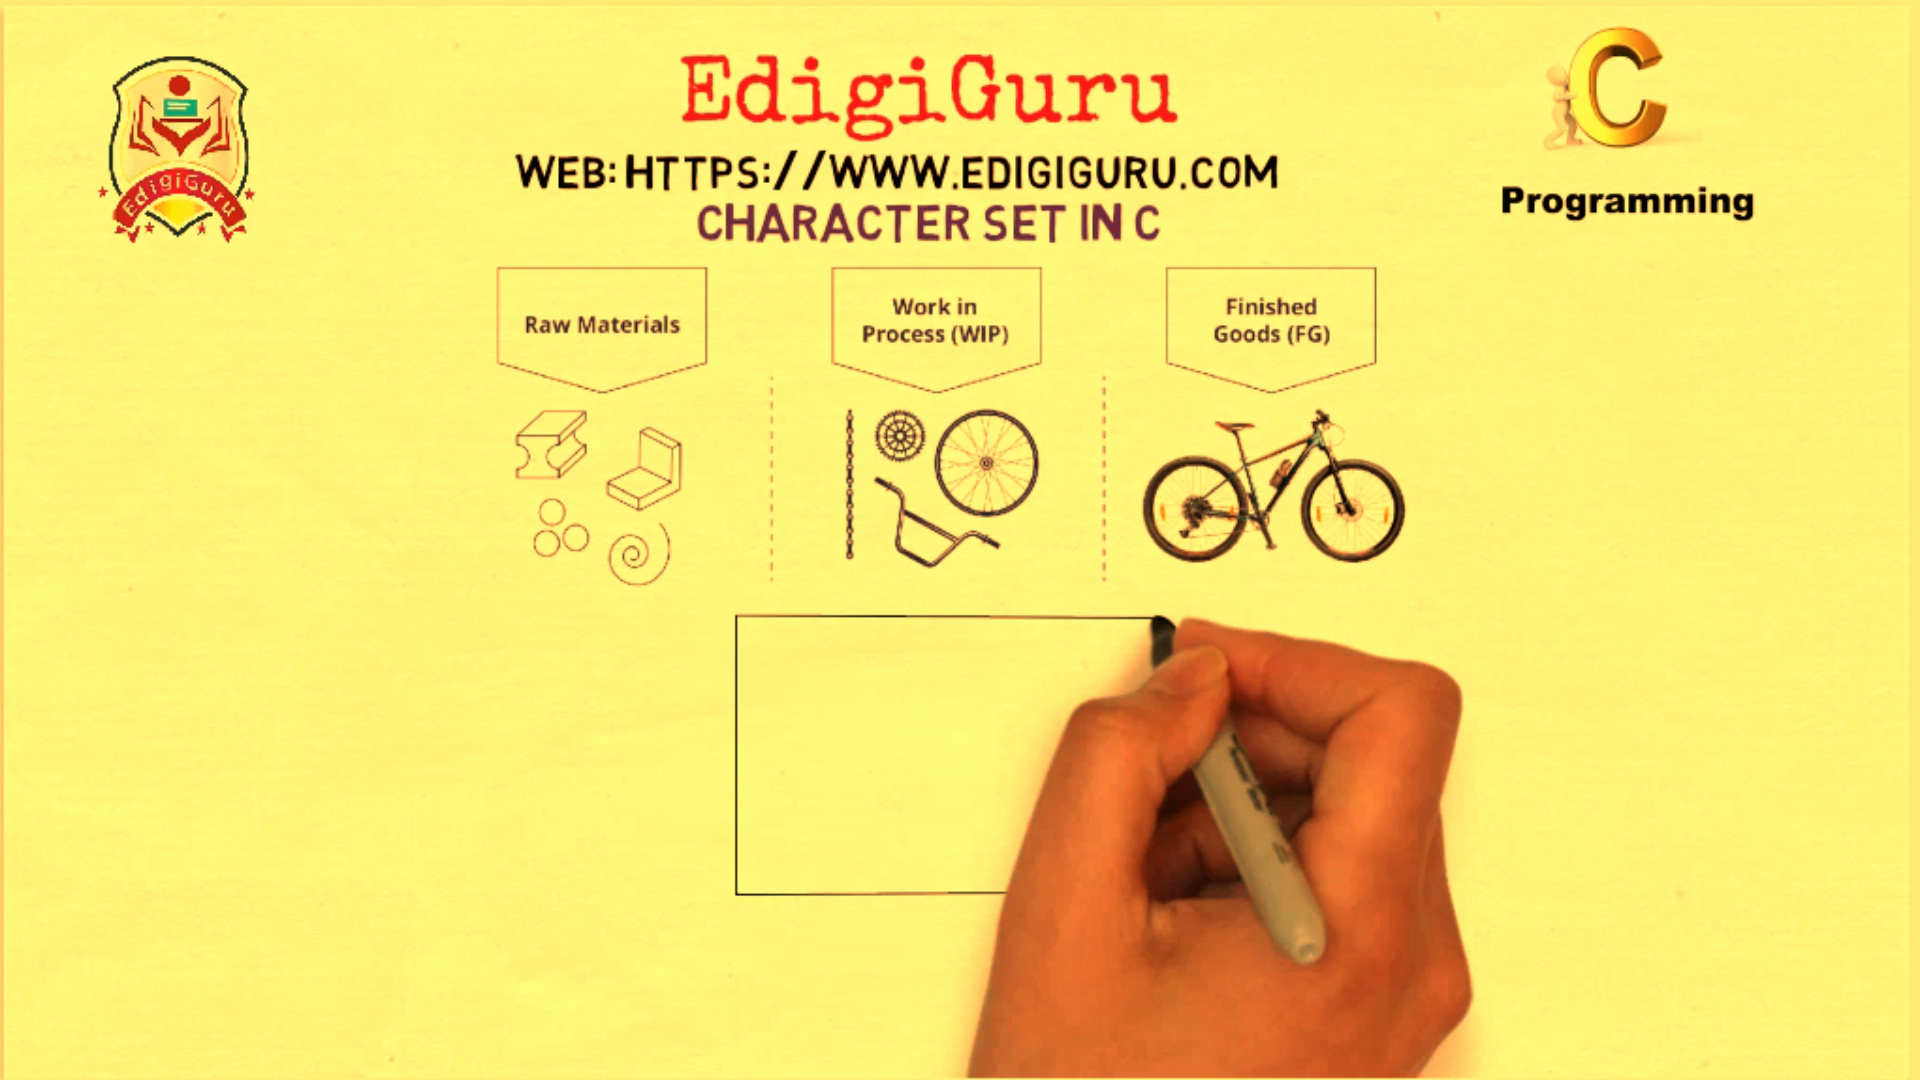 EdigiGuru
WEB: HTTPS://WWW.EDIGIGURU.COM
CHARACTER SET IN C
EdigiGuru
C
Programming
Raw Materials
Work in
Process (WIP)
Finished
Goods (FG)